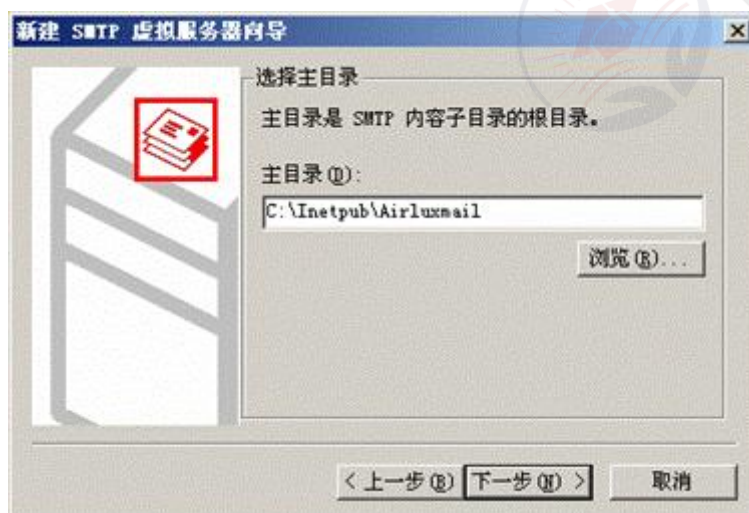 新建 SMTP 虚拟服务器向导
选择主目录
主目录是 SMTP 内容子目录的根目录。
主目录(D):
C:\Inetpub\Airluxmail
浏览(R)...
< 上一步(B) 下一步(N) > 取消